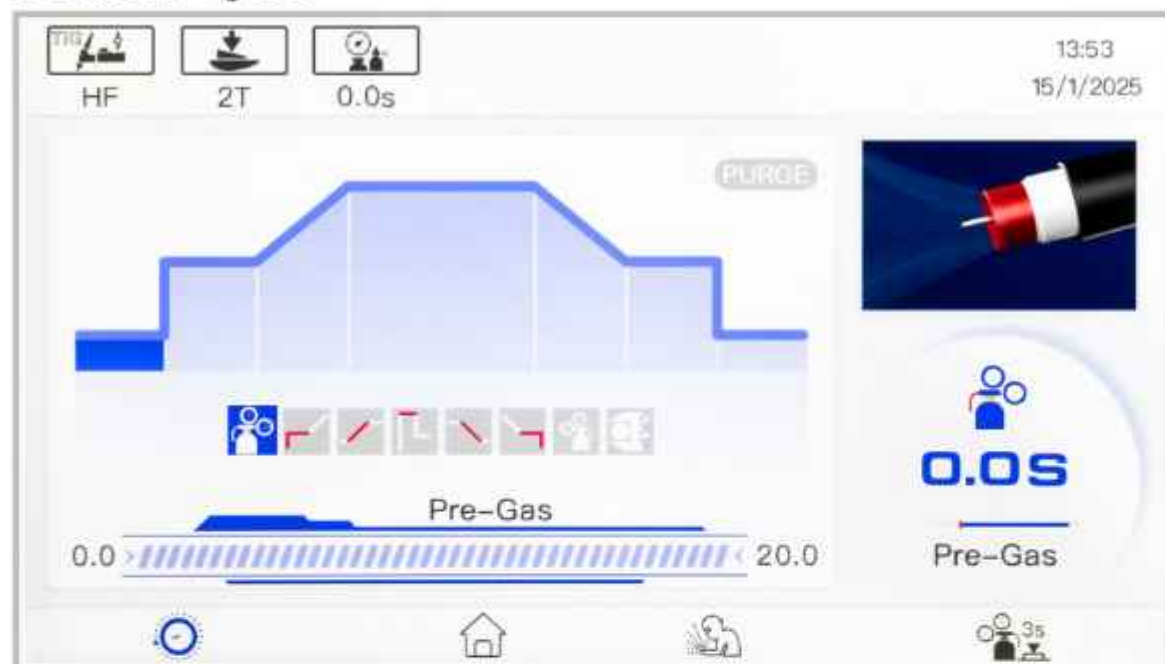 TIG
HF 2T 0.0s
13:53
15/1/2025
PURGE
Pre-Gas
0.0 20.0
0.0S
Pre-Gas
3s